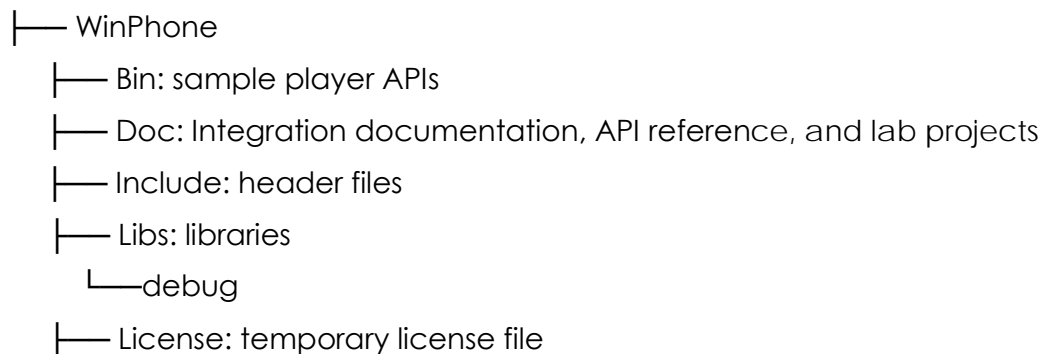 ├── WinPhone
├── Bin: sample player APIs
├── Doc: Integration documentation, API reference, and lab projects
├── Include: header files
├── Libs: libraries
└──debug
├── License: temporary license file